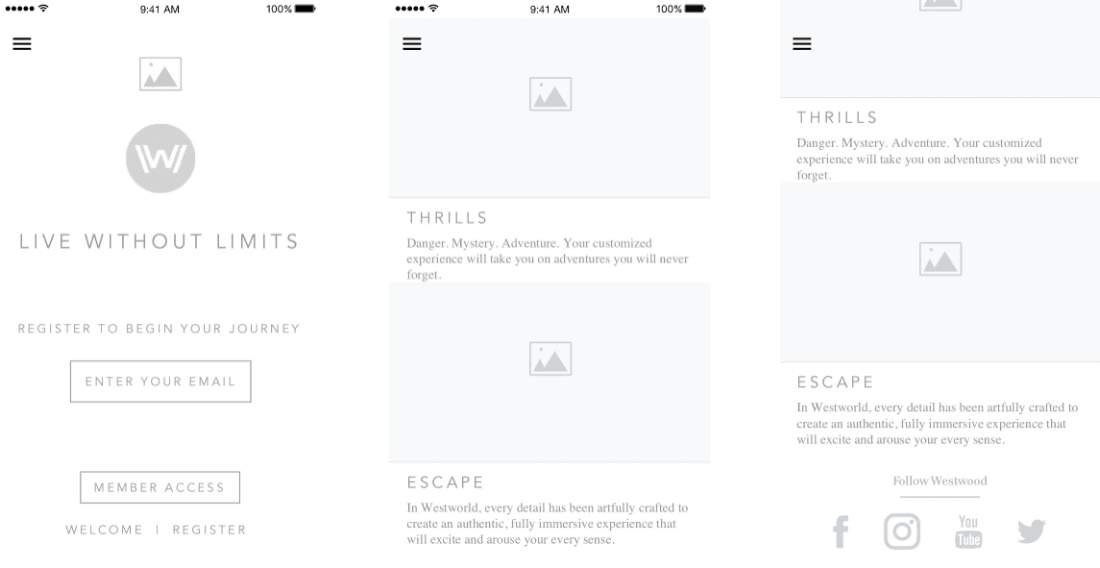 9:41 AM
100%
W
LIVE WITHOUT LIMITS
REGISTER TO BEGIN YOUR JOURNEY
ENTER YOUR EMAIL
MEMBER ACCESS
WELCOME | REGISTER
9:41 AM
100%
THRILLS
Danger. Mystery. Adventure. Your customized
experience will take you on adventures you will never
forget.
ESCAPE
In Westworld, every detail has been artfully crafted to
create an authentic, fully immersive experience that
will excite and arouse your every sense.
THRILLS
Danger. Mystery. Adventure. Your customized
experience will take you on adventures you will never
forget.
ESCAPE
In Westworld, every detail has been artfully crafted to
create an authentic, fully immersive experience that
will excite and arouse your every sense.
Follow Westwood
You
Tube